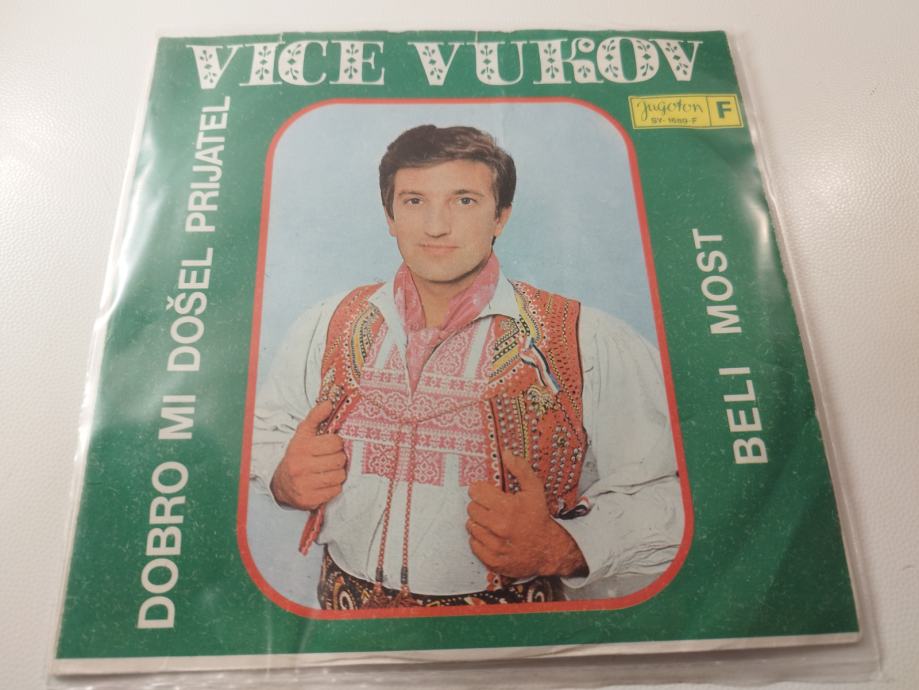 VICE VUKOV
Jugoton F
SY-1689-F
DOBRO MI DOŠEL PRIJATEL
BELI MOST